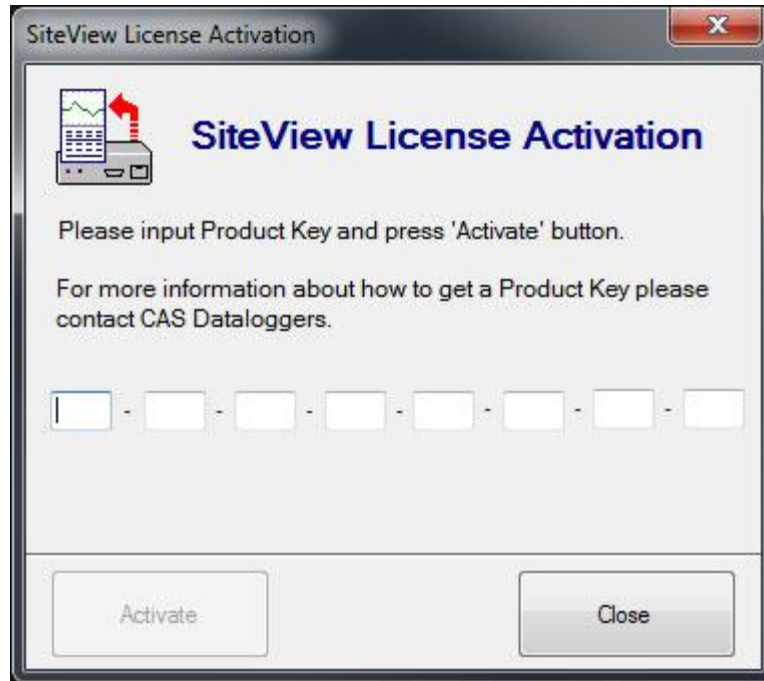 SiteView License Activation
SiteView License Activation
Please input Product Key and press 'Activate' button.
For more information about how to get a Product Key please
contact CAS Dataloggers.
- - - - - - -
Activate
Close